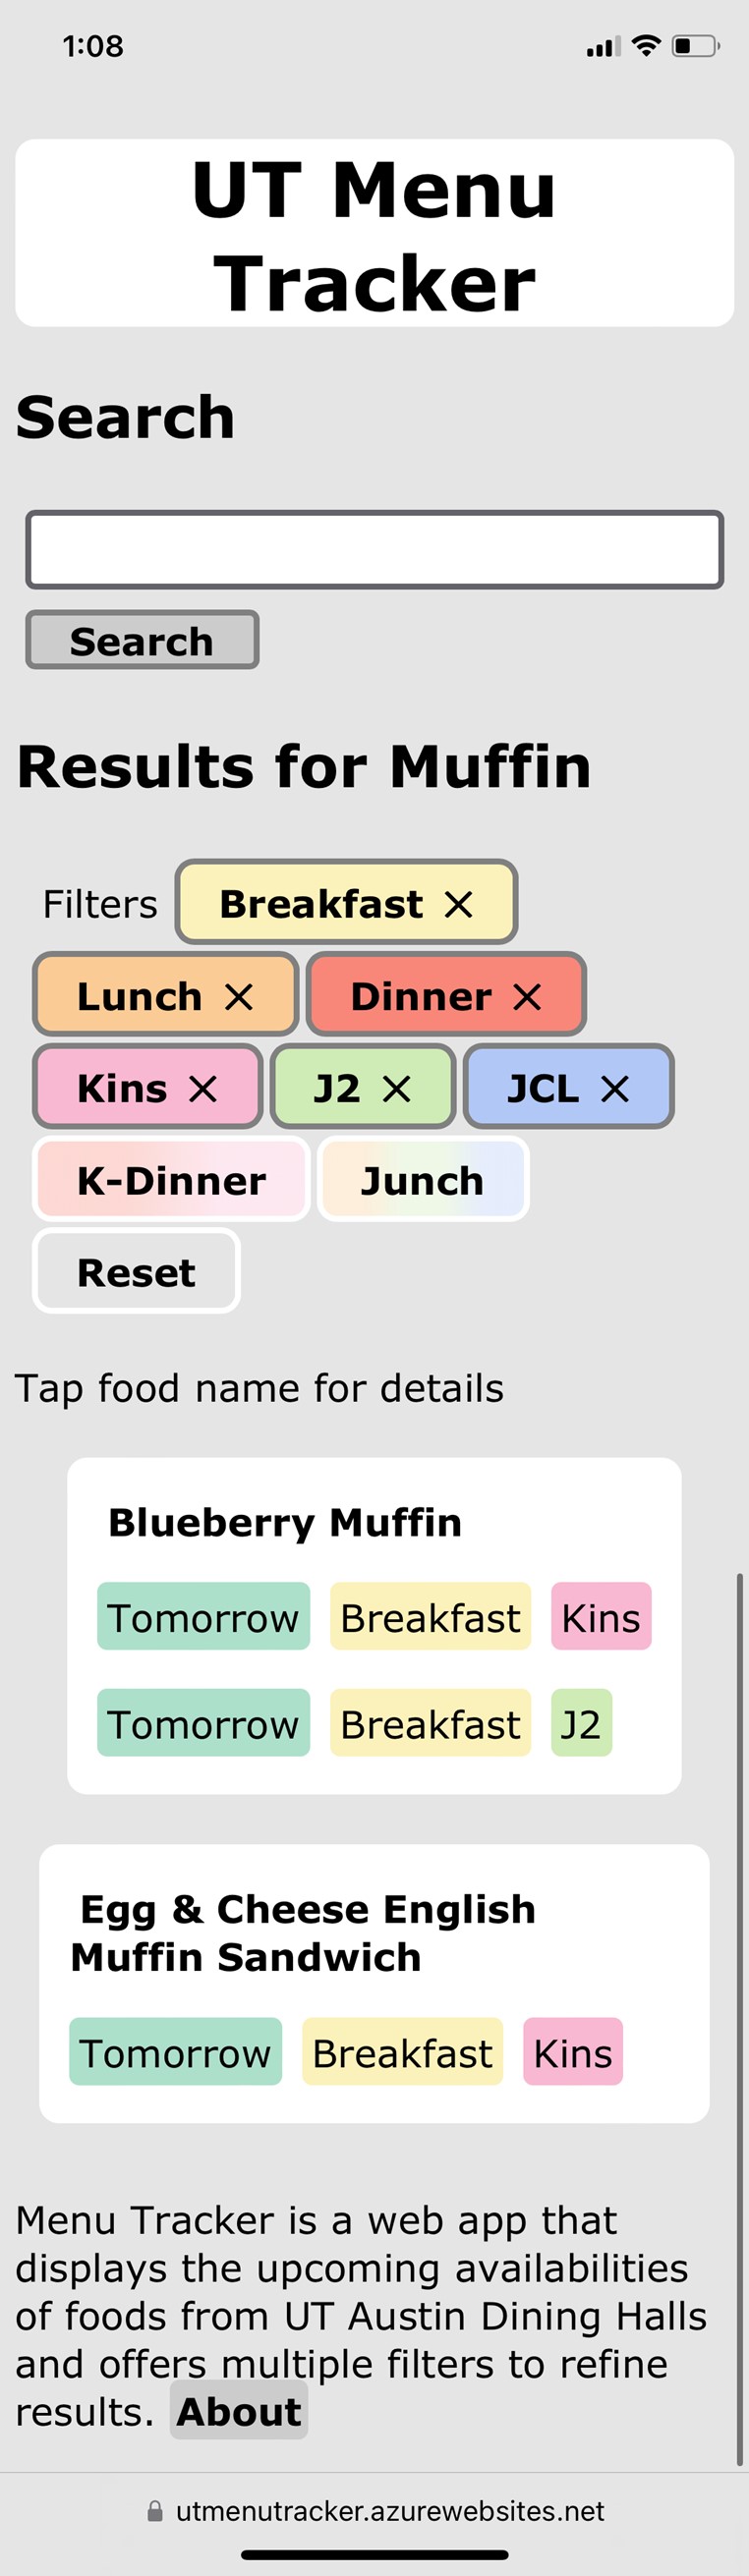 1:08
UT Menu
Tracker
Search
Search
Results for Muffin
Filters Breakfast ×
Lunch × Dinner ×
Kins × J2 × JCL ×
K-Dinner Junch
Reset
Tap food name for details
Blueberry Muffin
Tomorrow Breakfast Kins
Tomorrow Breakfast J2
Egg & Cheese English
Muffin Sandwich
Tomorrow Breakfast Kins
Menu Tracker is a web app that
displays the upcoming availabilities
of foods from UT Austin Dining Halls
and offers multiple filters to refine
results. About
utmenutracker.azurewebsites.net